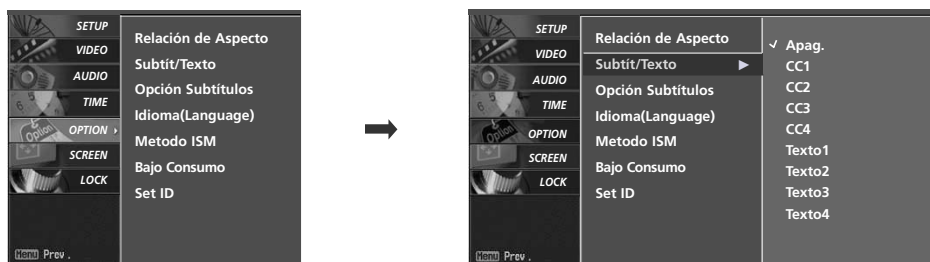 SETUP
VIDEO
AUDIO
TIME
OPTION
SCREEN
LOCK
Menu Prev.
Relación de Aspecto
Subtít/Texto
Opción Subtítulos
Idioma(Language)
Metodo ISM
Bajo Consumo
Set ID
SETUP
VIDEO
AUDIO
TIME
OPTION
SCREEN
LOCK
Menu Prev.
Relación de Aspecto
Subtít/Texto
Opción Subtítulos
Idioma(Language)
Metodo ISM
Bajo Consumo
Set ID
Apag.
CC1
CC2
CC3
CC4
Texto1
Texto2
Texto3
Texto4